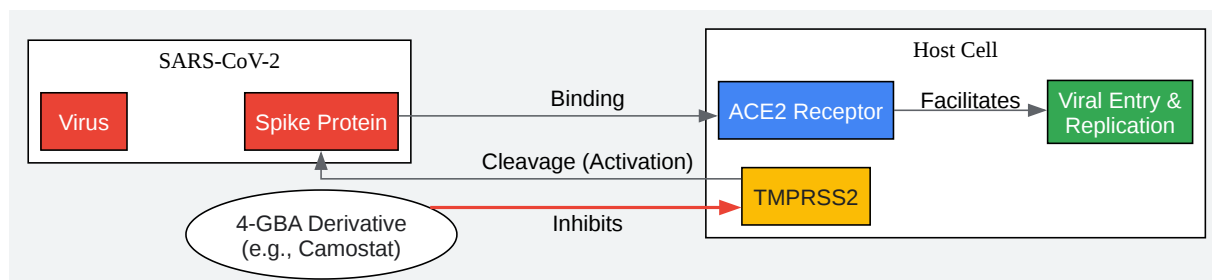 SARS-CoV-2
Host Cell
Virus
Spike Protein
Binding
ACE2 Receptor
Facilitates
Viral Entry &
Replication
Cleavage (Activation)
TMPRSS2
4-GBA Derivative
(e.g., Camostat)
Inhibits